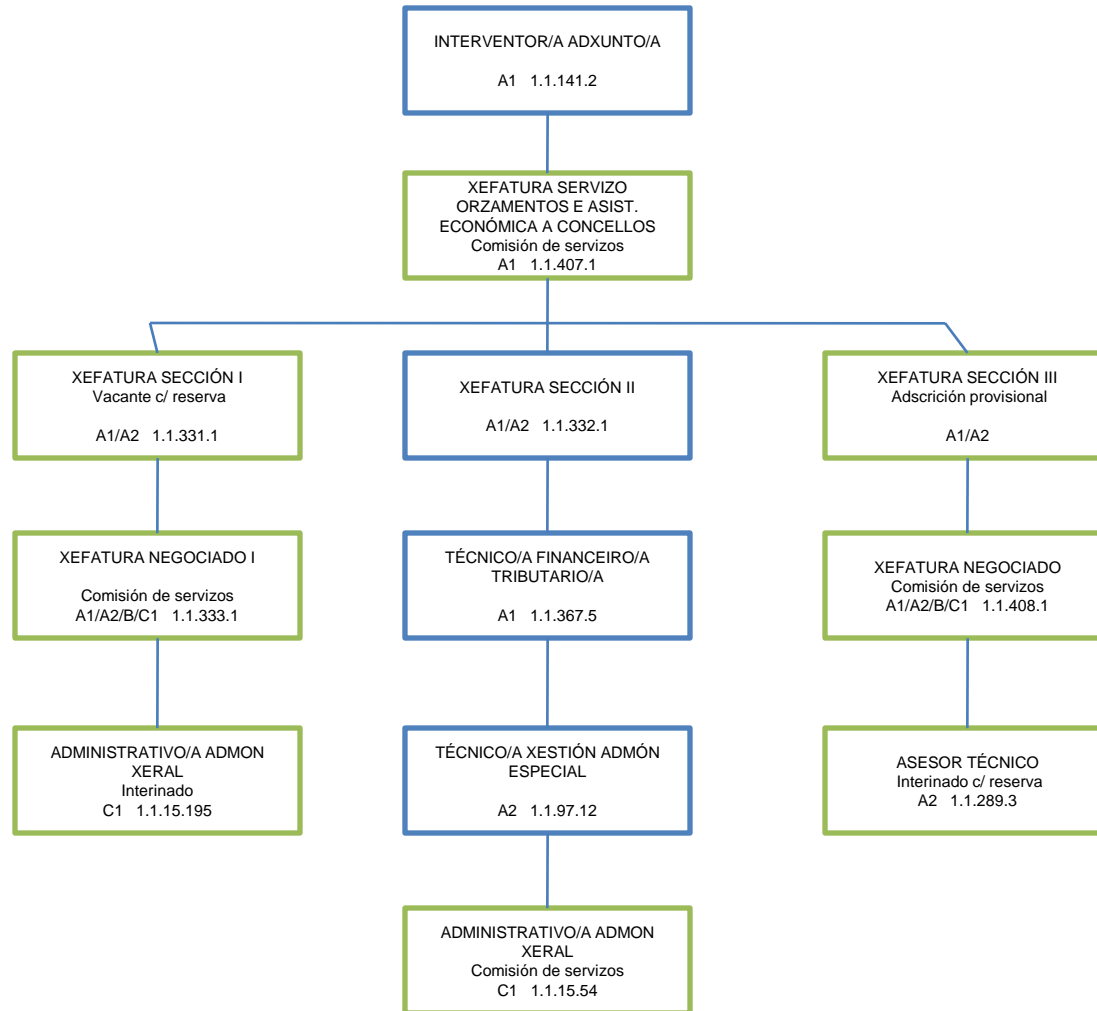 INTERVENTOR/A ADXUNTO/A
A1 1.1.141.2
XEFATURA SERVIZO
ORZAMENTOS E ASIST.
ECONÓMICA A CONCELLOS
Comisión de servizos
A1 1.1.407.1
XEFATURA SECCIÓN I
Vacante c/ reserva
A1/A2 1.1.331.1
XEFATURA SECCIÓN II
A1/A2 1.1.332.1
XEFATURA SECCIÓN III
Adscrición provisional
A1/A2
XEFATURA NEGOCIADO I
Comisión de servizos
A1/A2/B/C1 1.1.333.1
TÉCNICO/A FINANCEIRO/A
TRIBUTARIO/A
A1 1.1.367.5
XEFATURA NEGOCIADO
Comisión de servizos
A1/A2/B/C1 1.1.408.1
ADMINISTRATIVO/A ADMON
XERAL
Interinado
C1 1.1.15.195
TÉCNICO/A XESTIÓN ADMÓN
ESPECIAL
A2 1.1.97.12
ASESOR TÉCNICO
Interinado c/ reserva
A2 1.1.289.3
ADMINISTRATIVO/A ADMON
XERAL
Comisión de servizos
C1 1.1.15.54